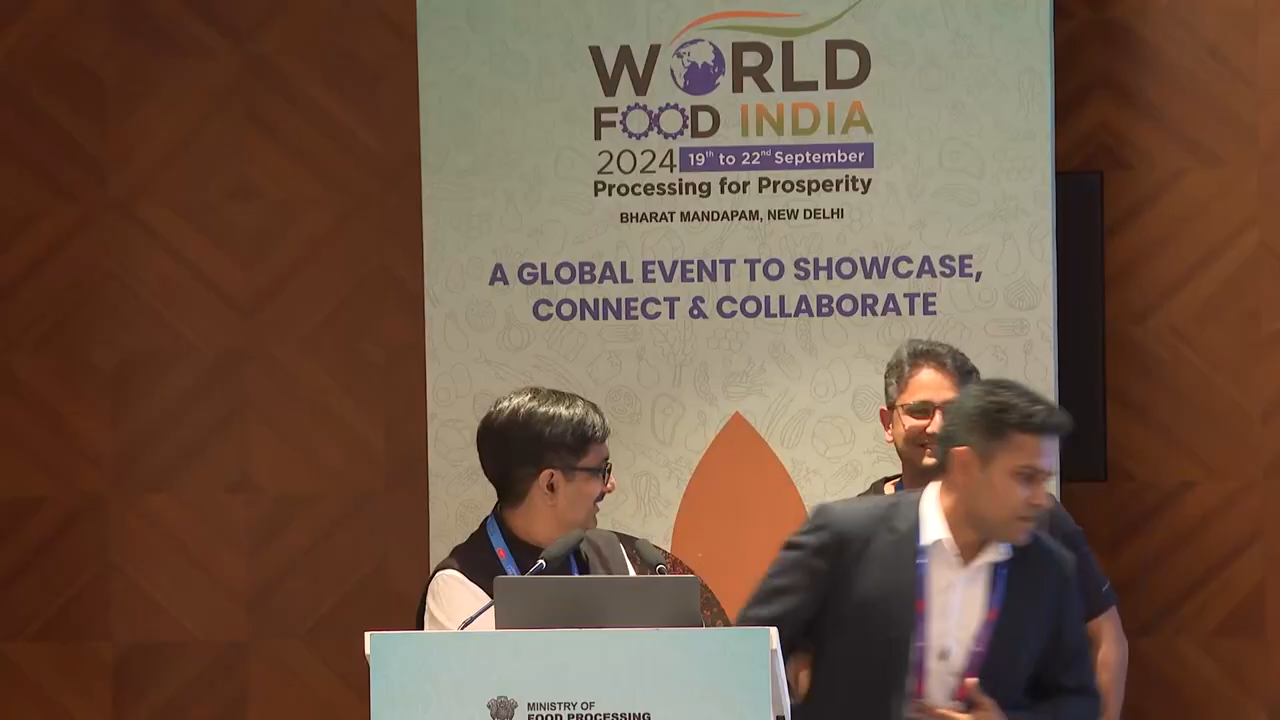 WORLD
FOOD INDIA
2024 19th to 22nd September
Processing for Prosperity
BHARAT MANDAPAM, NEW DELHI
A GLOBAL EVENT TO SHOWCASE,
CONNECT & COLLABORATE
MINISTRY OF
FOOD PROCESSING